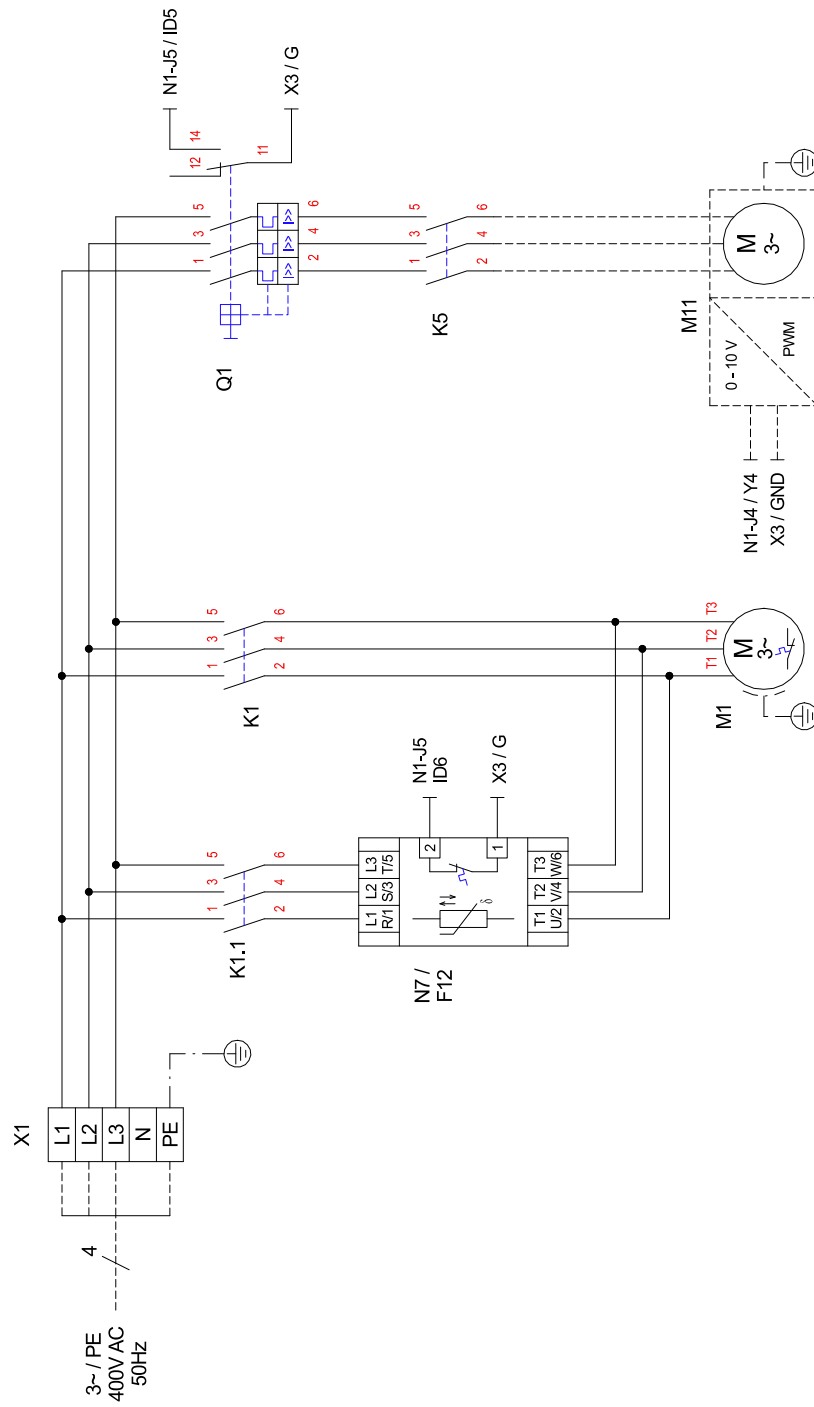 3~ / PE
400V AC
50Hz
4
X1
L1
L2
L3
N
PE
K1.1
1
3
5
2
4
6
N7 /
F12
L1
R/1
L2
S/3
L3
T/5
δ
2
1
N1-J5
ID6
X3 / G
T1
U/2
T2
V/4
T3
W/6
K1
1
3
5
2
4
6
M1
T1
T2
T3
M
3~
Q1
1
3
5
I>>
I>>
I>>
2
4
6
12
14
11
N1-J5 / ID5
X3 / G
K5
1
3
5
2
4
6
M11
0 - 10 V
PWM
M
3~
N1-J4 / Y4
X3 / GND